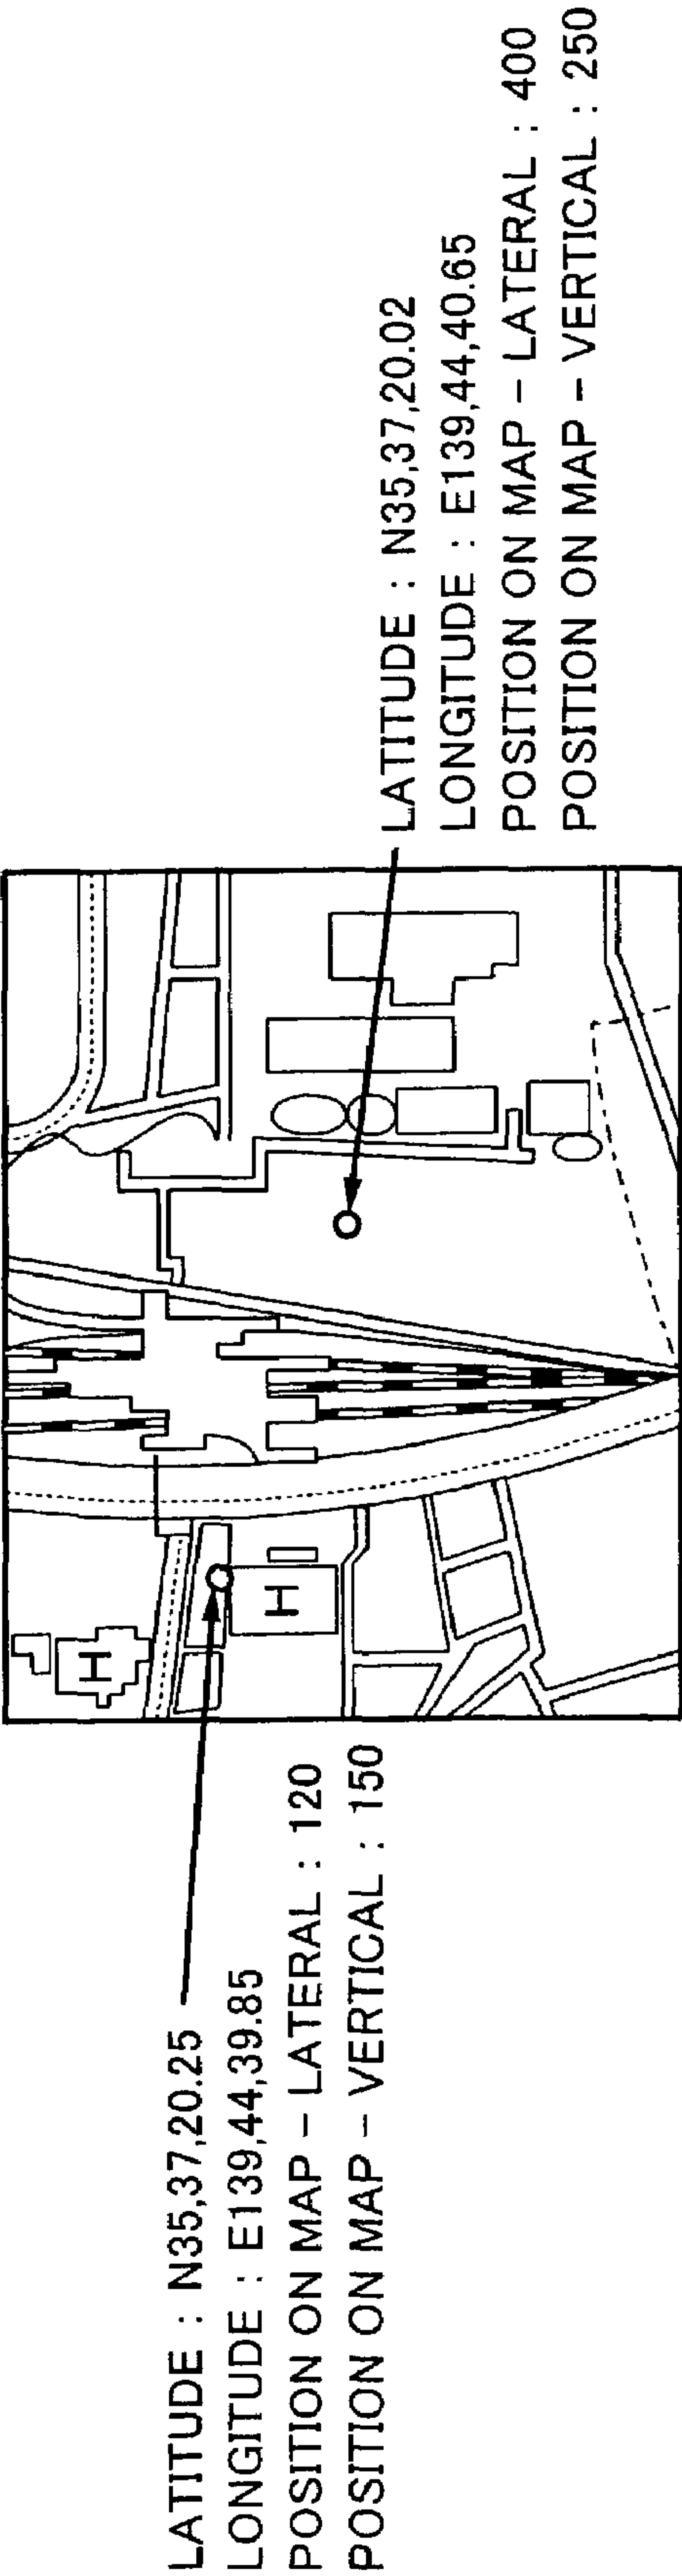 LATITUDE : N35,37,20.25
LONGITUDE : E139,44,39.85
POSITION ON MAP – LATERAL : 120
POSITION ON MAP – VERTICAL : 150
H
H
LATITUDE : N35,37,20.02
LONGITUDE : E139,44,40.65
POSITION ON MAP – LATERAL : 400
POSITION ON MAP – VERTICAL : 250